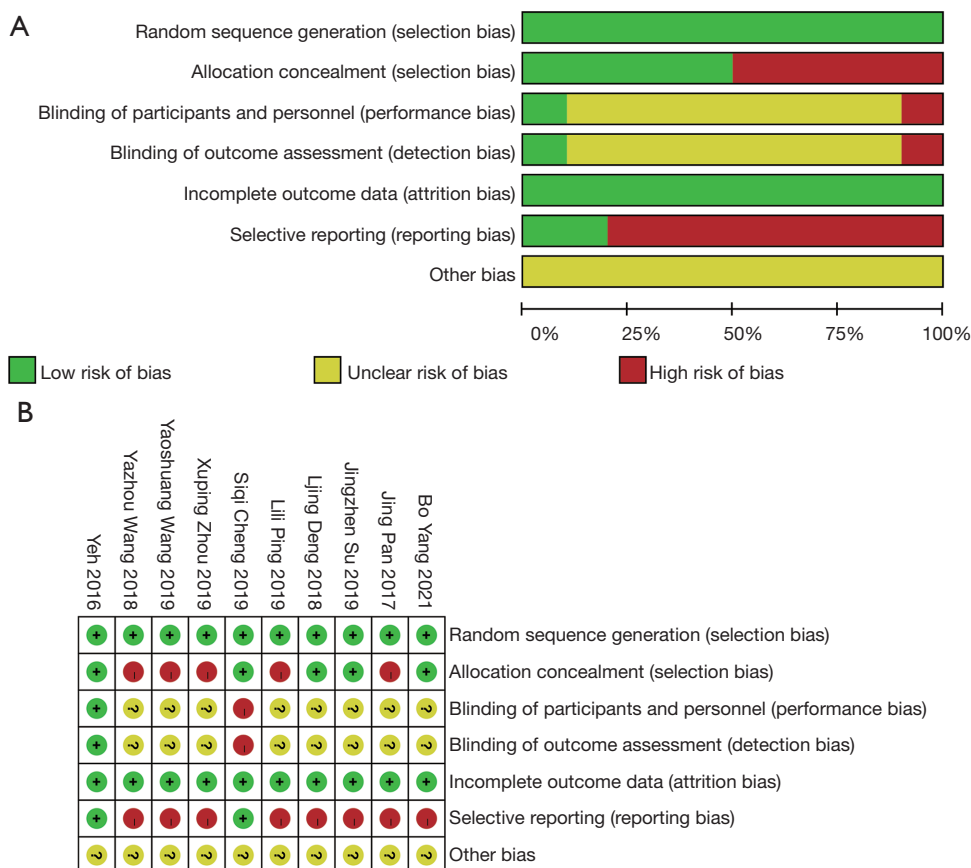 A
Random sequence generation (selection bias)
Allocation concealment (selection bias)
Blinding of participants and personnel (performance bias)
Blinding of outcome assessment (detection bias)
Incomplete outcome data (attrition bias)
Selective reporting (reporting bias)
Other bias
0% 25% 50% 75% 100%
Low risk of bias Unclear risk of bias High risk of bias
B
Yeh 2016
Yazhou Wang 2018
Yaoshuang Wang 2019
Xuping Zhou 2019
Siqi Cheng 2019
Lili Ping 2019
Ljing Deng 2018
Jingzhen Su 2019
Jing Pan 2017
Bo Yang 2021
+ + + + + + + + + + Random sequence generation (selection bias)
+ – – – + – + + – + Allocation concealment (selection bias)
+ ? ? ? – ? ? ? ? ? Blinding of participants and personnel (performance bias)
+ ? ? ? – ? ? ? ? ? Blinding of outcome assessment (detection bias)
+ + + + + + + + + + Incomplete outcome data (attrition bias)
+ – – – + – – – – – Selective reporting (reporting bias)
? ? ? ? ? ? ? ? ? ? Other bias